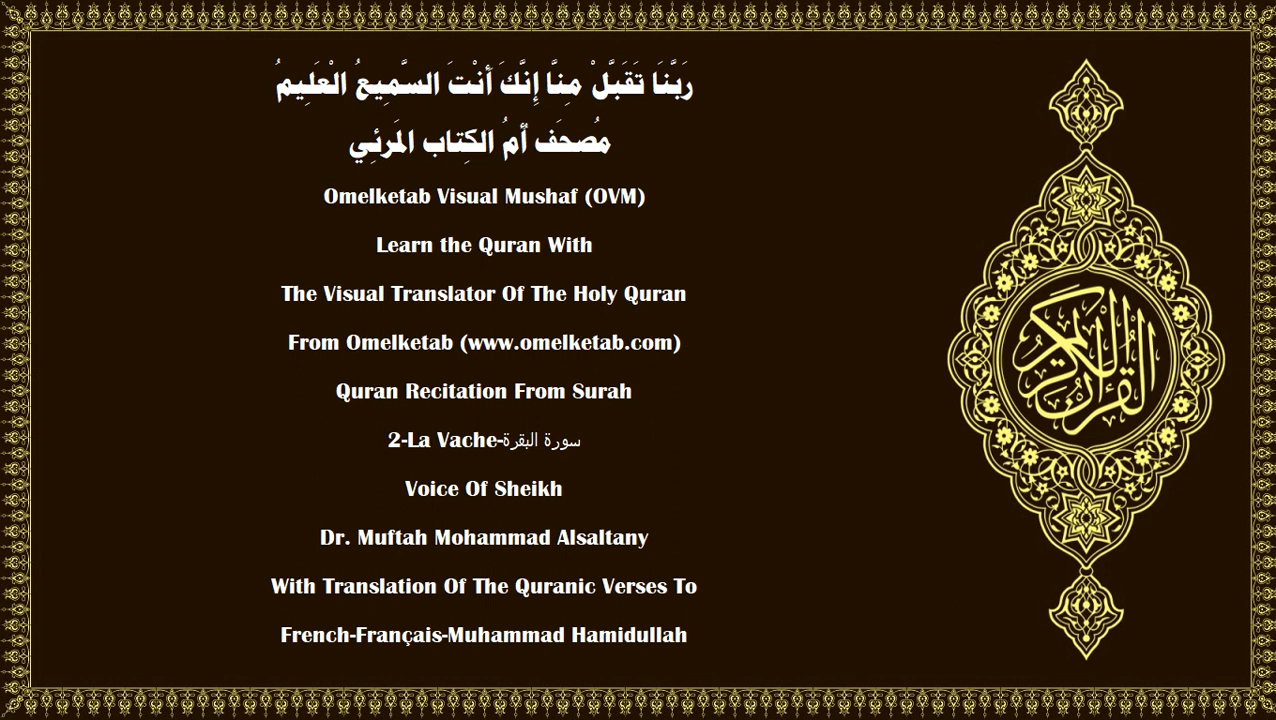 رَبَّنَا تَقَبَّلْ مِنَّا إِنَّكَ أَنْتَ السَّمِيعُ الْعَلِيمُ
مُصحَف أمُ الكِتاب المَرئِي
Omelketab Visual Mushaf (OVM)
Learn the Quran With
The Visual Translator Of The Holy Quran
From Omelketab (www.omelketab.com)
Quran Recitation From Surah
2-La Vache-سورة البقرة
Voice Of Sheikh
Dr. Muftah Mohammad Alsaltany
With Translation Of The Quranic Verses To
French-Français-Muhammad Hamidullah
القرآن الكريم